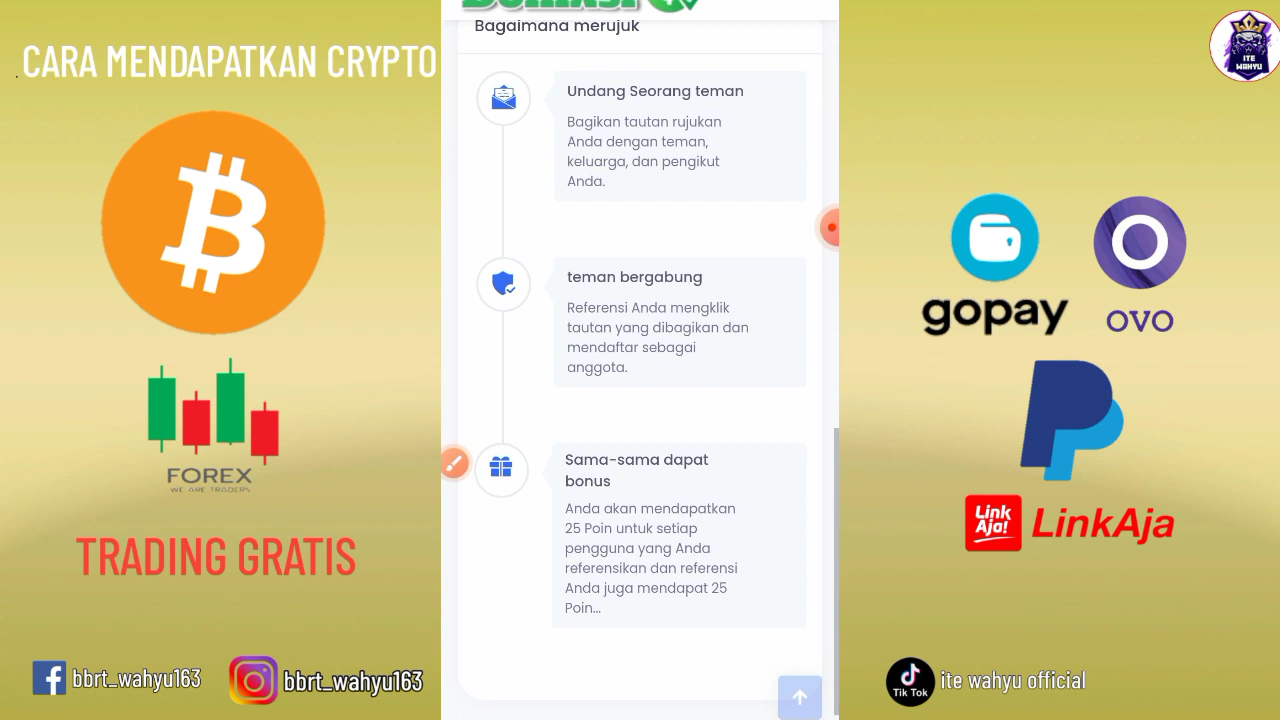 CARA MENDAPATKAN CRYPTO
FOREX
WE ARE TRADERS
TRADING GRATIS
bbrt_wahyu163
bbrt_wahyu163
Bagaimana merujuk
Undang Seorang teman
Bagikan tautan rujukan
Anda dengan teman,
keluarga, dan pengikut
Anda.
teman bergabung
Referensi Anda mengklik
tautan yang dibagikan dan
mendaftar sebagai
anggota.
Sama-sama dapat
bonus
Anda akan mendapatkan
25 Poin untuk setiap
pengguna yang Anda
referensikan dan referensi
Anda juga mendapat 25
Poin...
ITE
WAHYU
gopay
OVO
Link
Aja!
LinkAja
Tik Tok
ite wahyu official